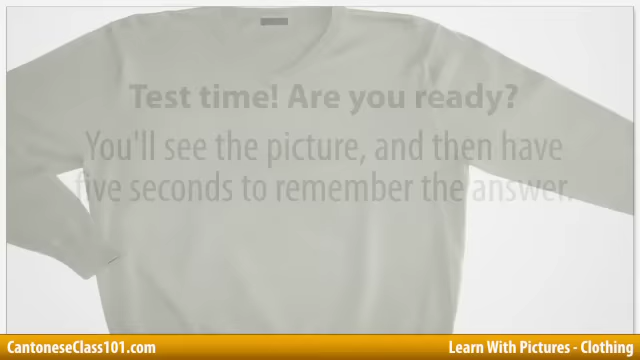 Test time! Are you ready?
You'll see the picture, and then have
five seconds to remember the answer.
CantoneseClass101.com
Learn With Pictures - Clothing